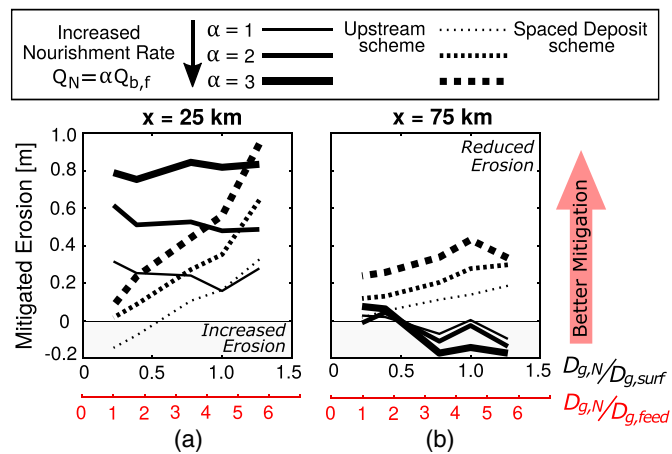 Increased
Nourishment Rate
Q_N=αQ_b,f
α = 1
α = 2
α = 3
Upstream
scheme
Spaced Deposit
scheme
x = 25 km
x = 75 km
Mitigated Erosion [m]
1.0
0.8
0.6
0.4
0.2
0
-0.2
Increased
Erosion
Reduced
Erosion
Better Mitigation
0.5 1.0 1.5
0.5 1.0 1.5
D_g,N/D_g,surf
0 1 2 3 4 5 6
0 1 2 3 4 5 6
D_g,N/D_g,feed
(a)
(b)